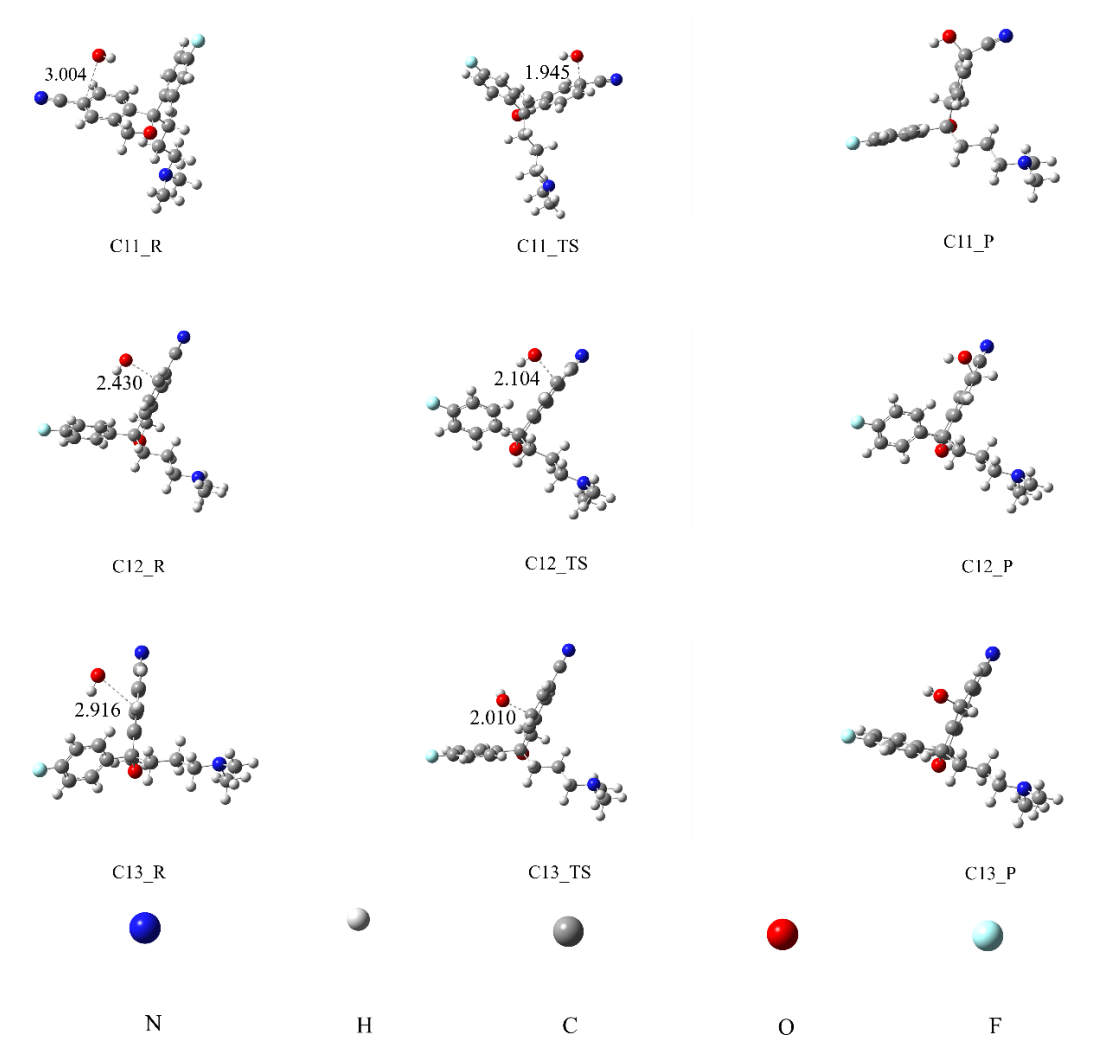 3.004
1.945
C11_R
C11_TS
C11_P
2.430
2.104
C12_R
C12_TS
C12_P
2.916
2.010
C13_R
C13_TS
C13_P
N H C O F